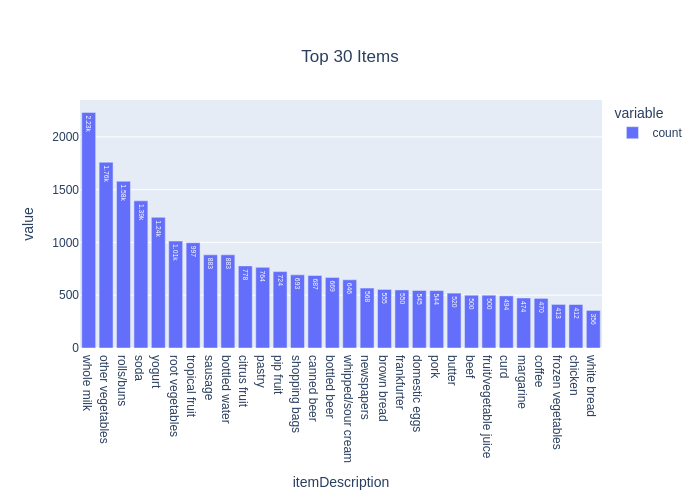 Top 30 Items
variable
count
value
2000
1500
1000
500
0
2.23k
1.76k
1.58k
1.39k
1.24k
1.01k
997
883
883
778
764
724
693
687
669
646
568
555
550
545
544
520
500
500
494
474
470
413
412
356
whole milk
other vegetables
rolls/buns
soda
yogurt
root vegetables
tropical fruit
sausage
bottled water
citrus fruit
pastry
pip fruit
shopping bags
canned beer
bottled beer
whipped/sour cream
newspapers
brown bread
frankfurter
domestic eggs
pork
butter
beef
fruit/vegetable juice
curd
margarine
coffee
frozen vegetables
chicken
white bread
itemDescription